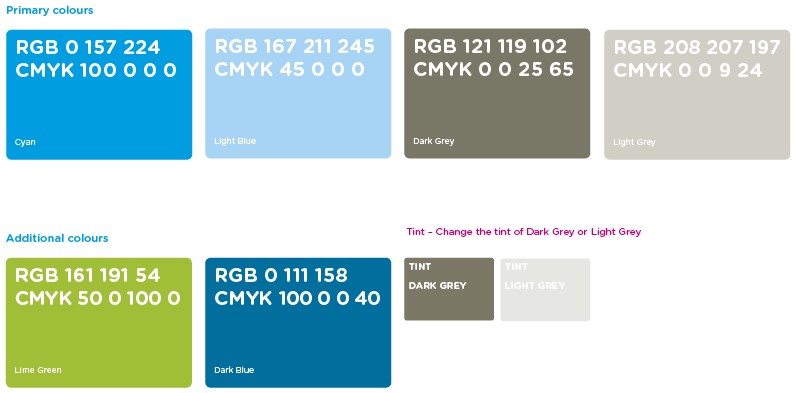 Primary colours
RGB 0 157 224
CMYK 100 0 0 0
Cyan
RGB 167 211 245
CMYK 45 0 0 0
Light Blue
RGB 121 119 102
CMYK 0 0 25 65
Dark Grey
RGB 208 207 197
CMYK 0 0 9 24
Light Grey
Additional colours
RGB 161 191 54
CMYK 50 0 100 0
Lime Green
RGB 0 111 158
CMYK 100 0 0 40
Dark Blue
Tint – Change the tint of Dark Grey or Light Grey
TINT
DARK GREY
TINT
LIGHT GREY